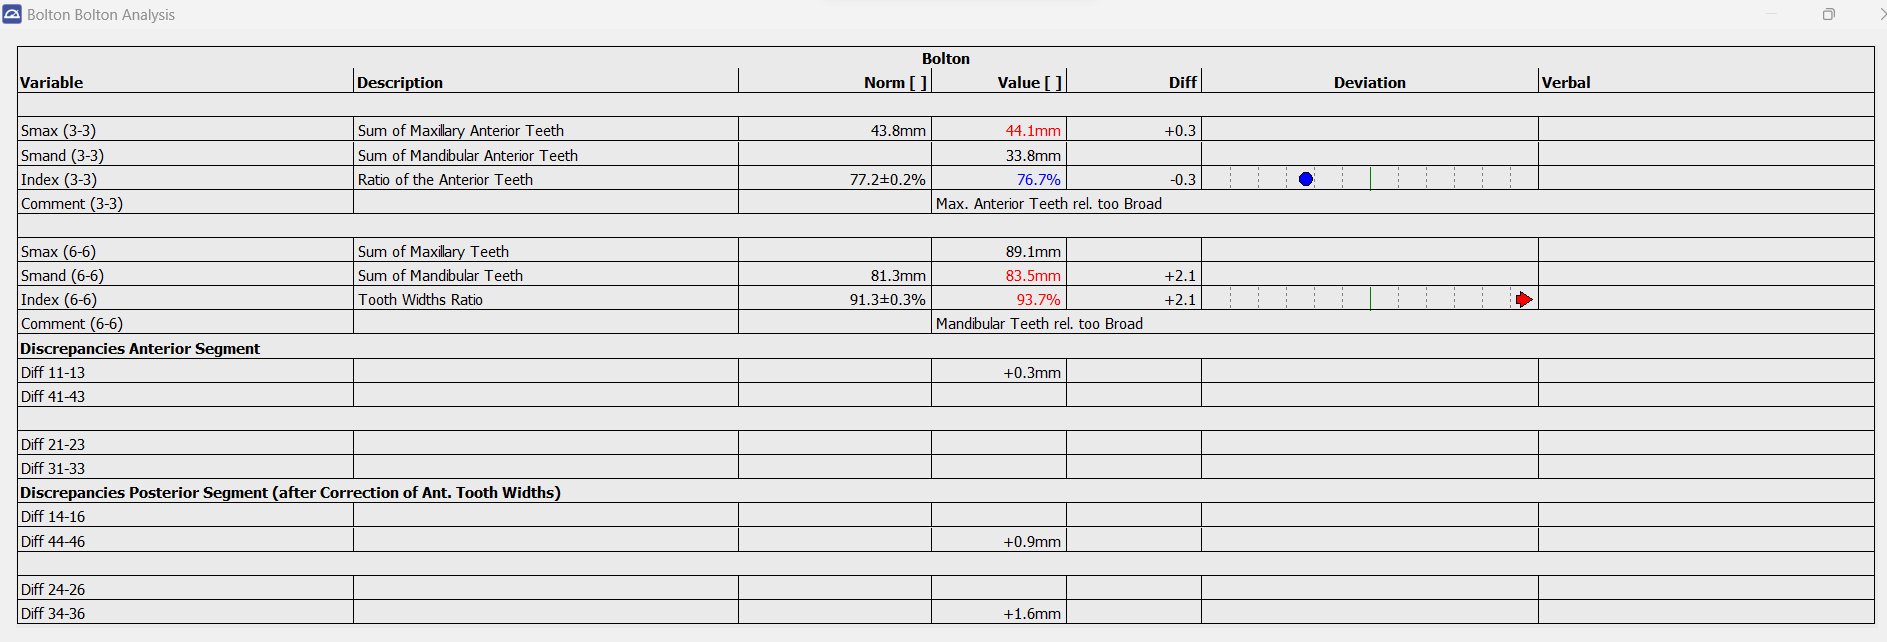 Bolton Bolton Analysis
Bolton
Variable Description Norm [ ] Value [ ] Diff Deviation Verbal
Smax (3-3) Sum of Maxillary Anterior Teeth 43.8mm 44.1mm +0.3
Smand (3-3) Sum of Mandibular Anterior Teeth 33.8mm
Index (3-3) Ratio of the Anterior Teeth 77.2±0.2% 76.7% -0.3
Comment (3-3) Max. Anterior Teeth rel. too Broad
Smax (6-6) Sum of Maxillary Teeth 89.1mm
Smand (6-6) Sum of Mandibular Teeth 81.3mm 83.5mm +2.1
Index (6-6) Tooth Widths Ratio 91.3±0.3% 93.7% +2.1
Comment (6-6) Mandibular Teeth rel. too Broad
Discrepancies Anterior Segment
Diff 11-13 +0.3mm
Diff 41-43
Diff 21-23
Diff 31-33
Discrepancies Posterior Segment (after Correction of Ant. Tooth Widths)
Diff 14-16
Diff 44-46 +0.9mm
Diff 24-26
Diff 34-36 +1.6mm